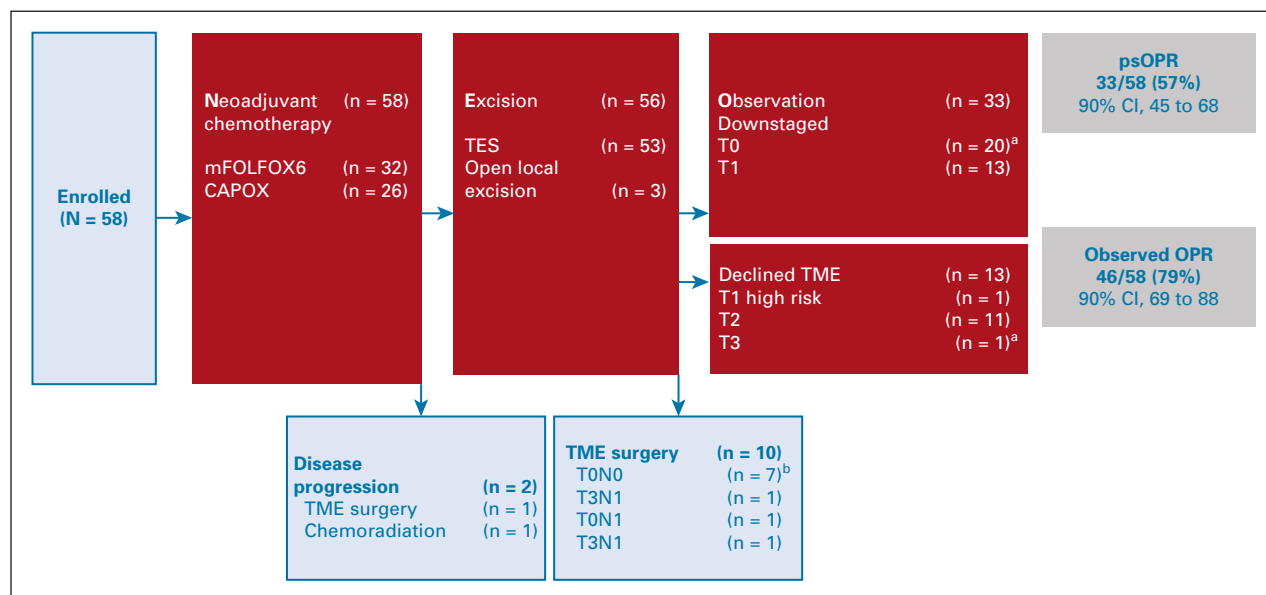 Enrolled
(N = 58)
Neoadjuvant (n = 58)
chemotherapy
mFOLFOX6 (n = 32)
CAPOX (n = 26)
Excision (n = 56)
TES (n = 53)
Open local
excision (n = 3)
Observation (n = 33)
Downstaged
T0 (n = 20)a
T1 (n = 13)
psOPR
33/58 (57%)
90% CI, 45 to 68
Declined TME (n = 13)
T1 high risk (n = 1)
T2 (n = 11)
T3 (n = 1)a
Observed OPR
46/58 (79%)
90% CI, 69 to 88
Disease
progression (n = 2)
TME surgery (n = 1)
Chemoradiation (n = 1)
TME surgery (n = 10)
T0N0 (n = 7)b
T3N1 (n = 1)
T0N1 (n = 1)
T3N1 (n = 1)